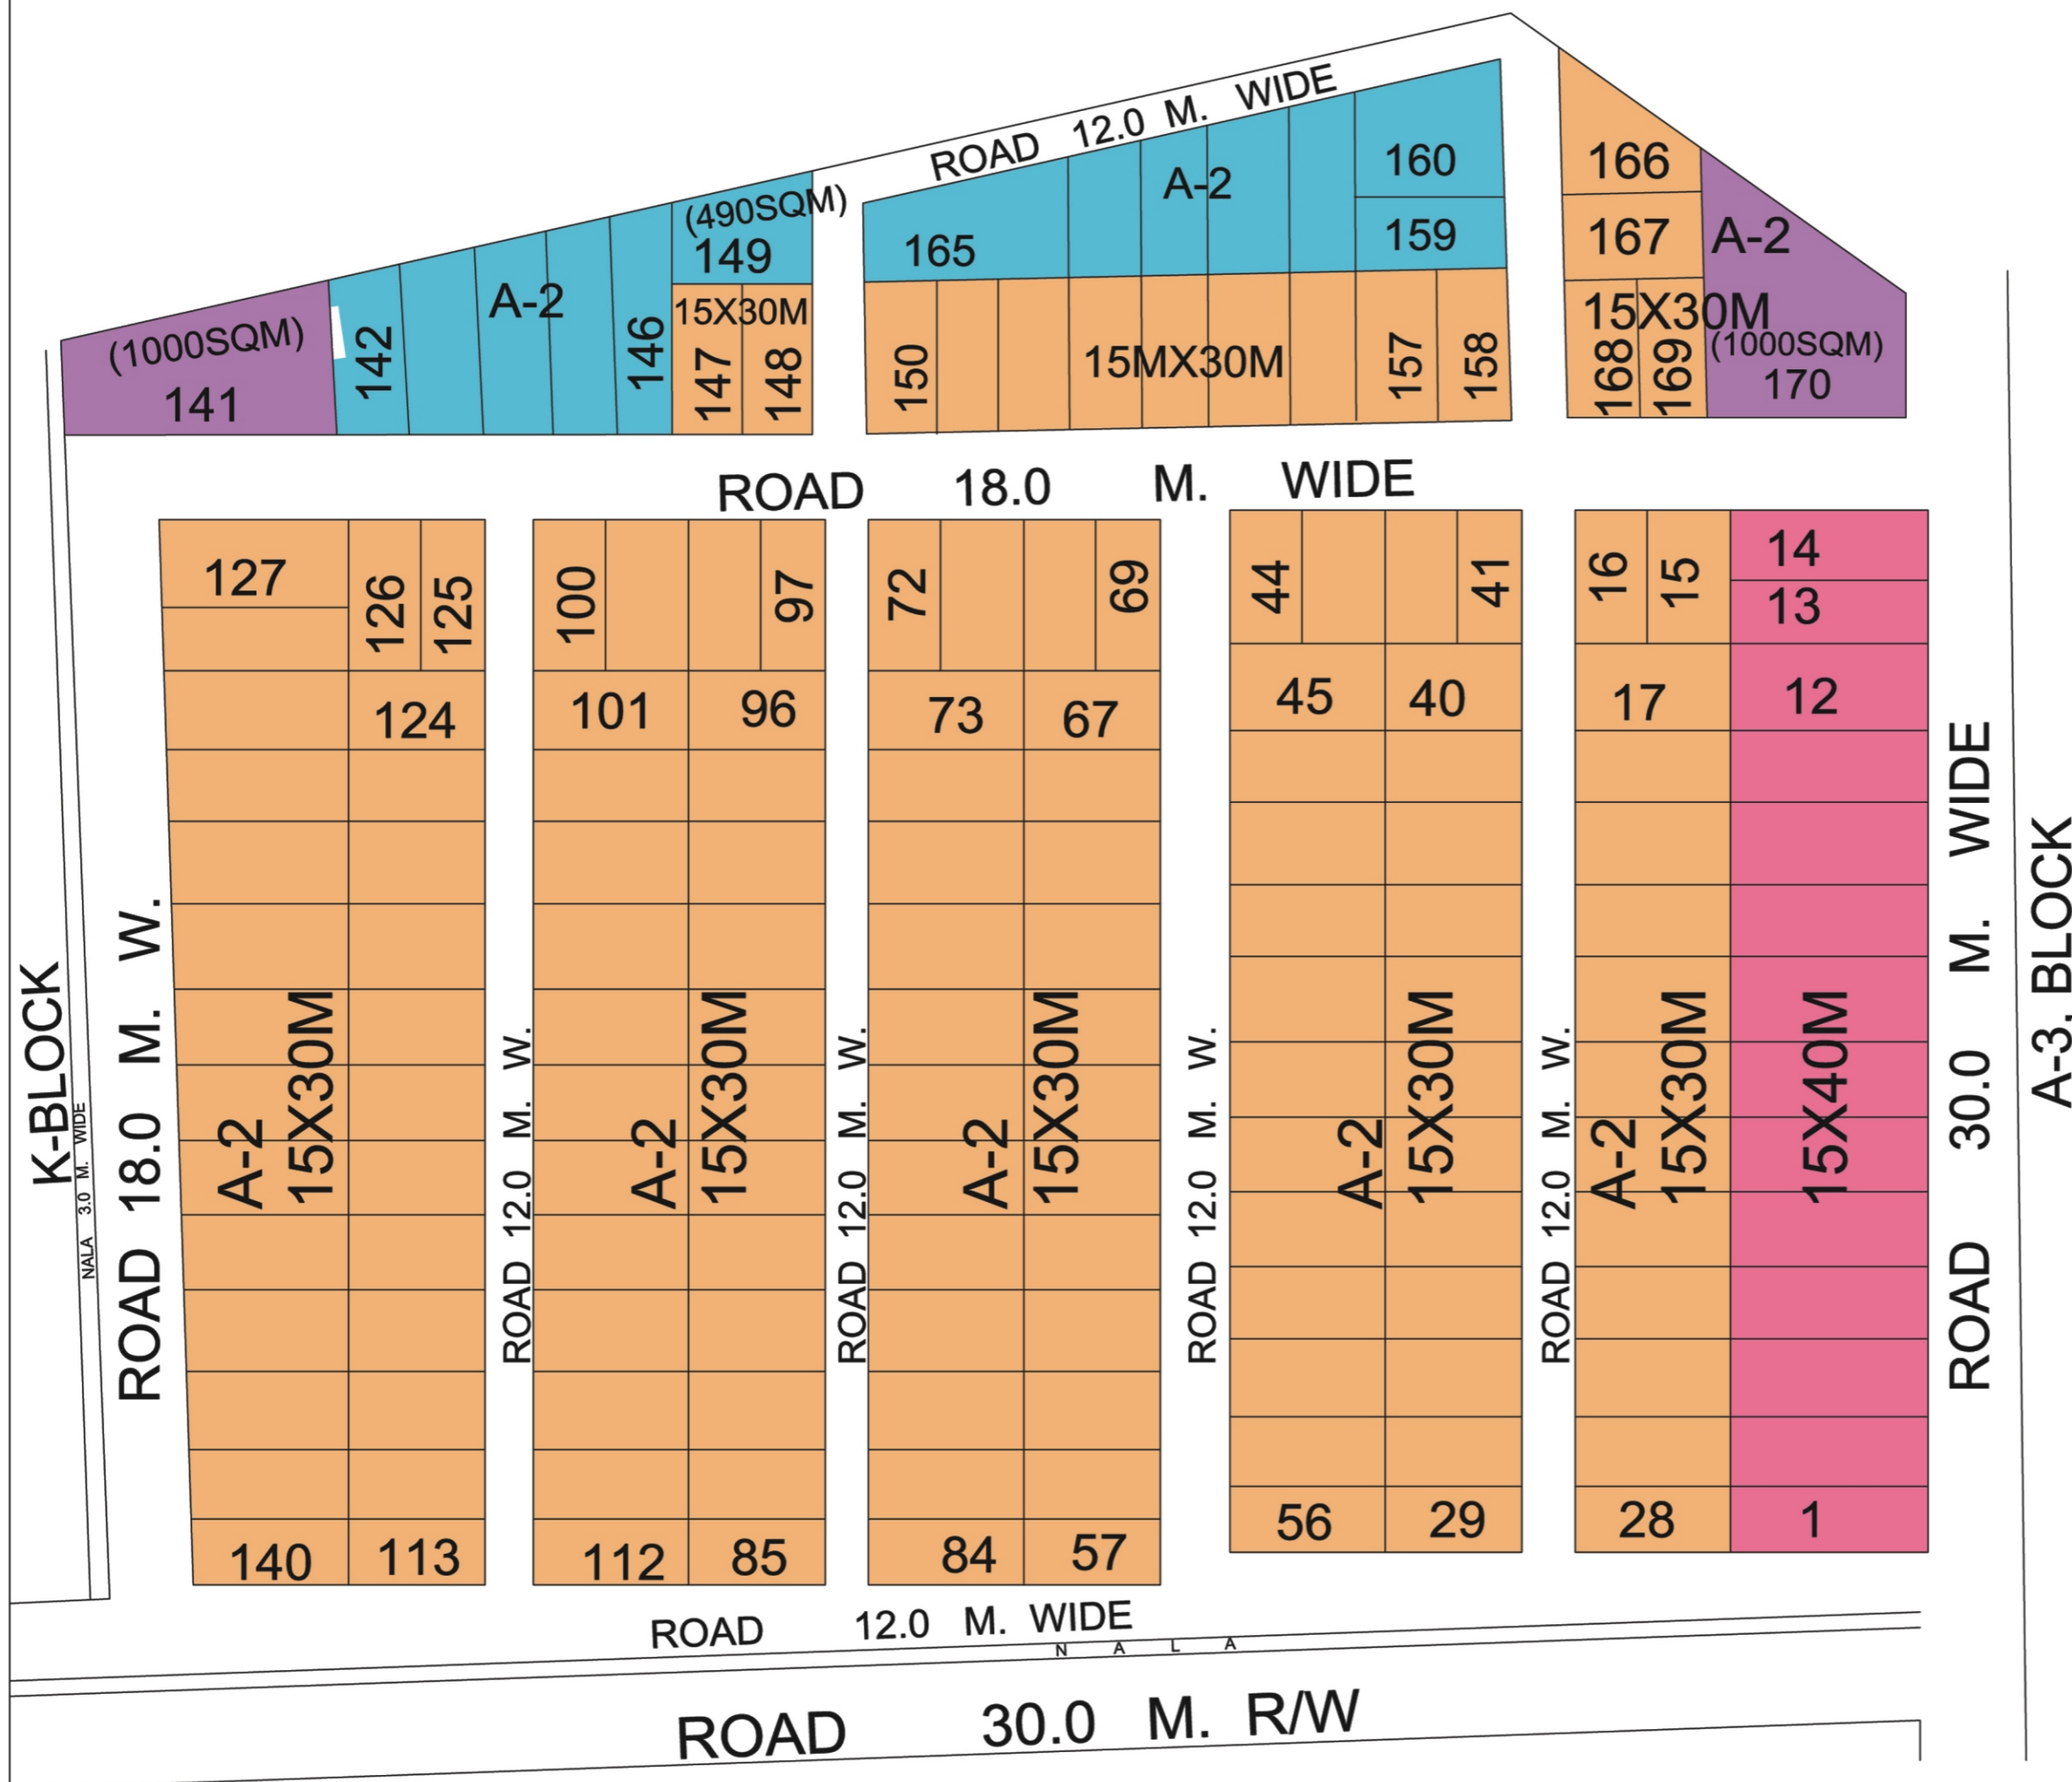 ROAD 12.0 M. WIDE
(1000SQM)
141
142
A-2
146
(490SQM)
149
15X30M
147
148
165
A-2
160
159
150
15MX30M
157
158
166
167
A-2
15X30M
168
169
(1000SQM)
170
ROAD 18.0 M. WIDE
127
126
125
124
100
97
101
96
72
69
73
67
44
41
45
40
16
15
17
14
13
12
K-BLOCK
NALA 3.0 M. WIDE
ROAD 18.0 M. W.
A-2
15X30M
ROAD 12.0 M. W.
A-2
15X30M
ROAD 12.0 M. W.
A-2
15X30M
ROAD 12.0 M. W.
A-2
15X30M
ROAD 12.0 M. W.
A-2
15X30M
15X40M
ROAD 30.0 M. WIDE
A-3, BLOCK
140
113
112
85
84
57
56
29
28
1
ROAD 12.0 M. WIDE
NALA
ROAD 30.0 M. R/W